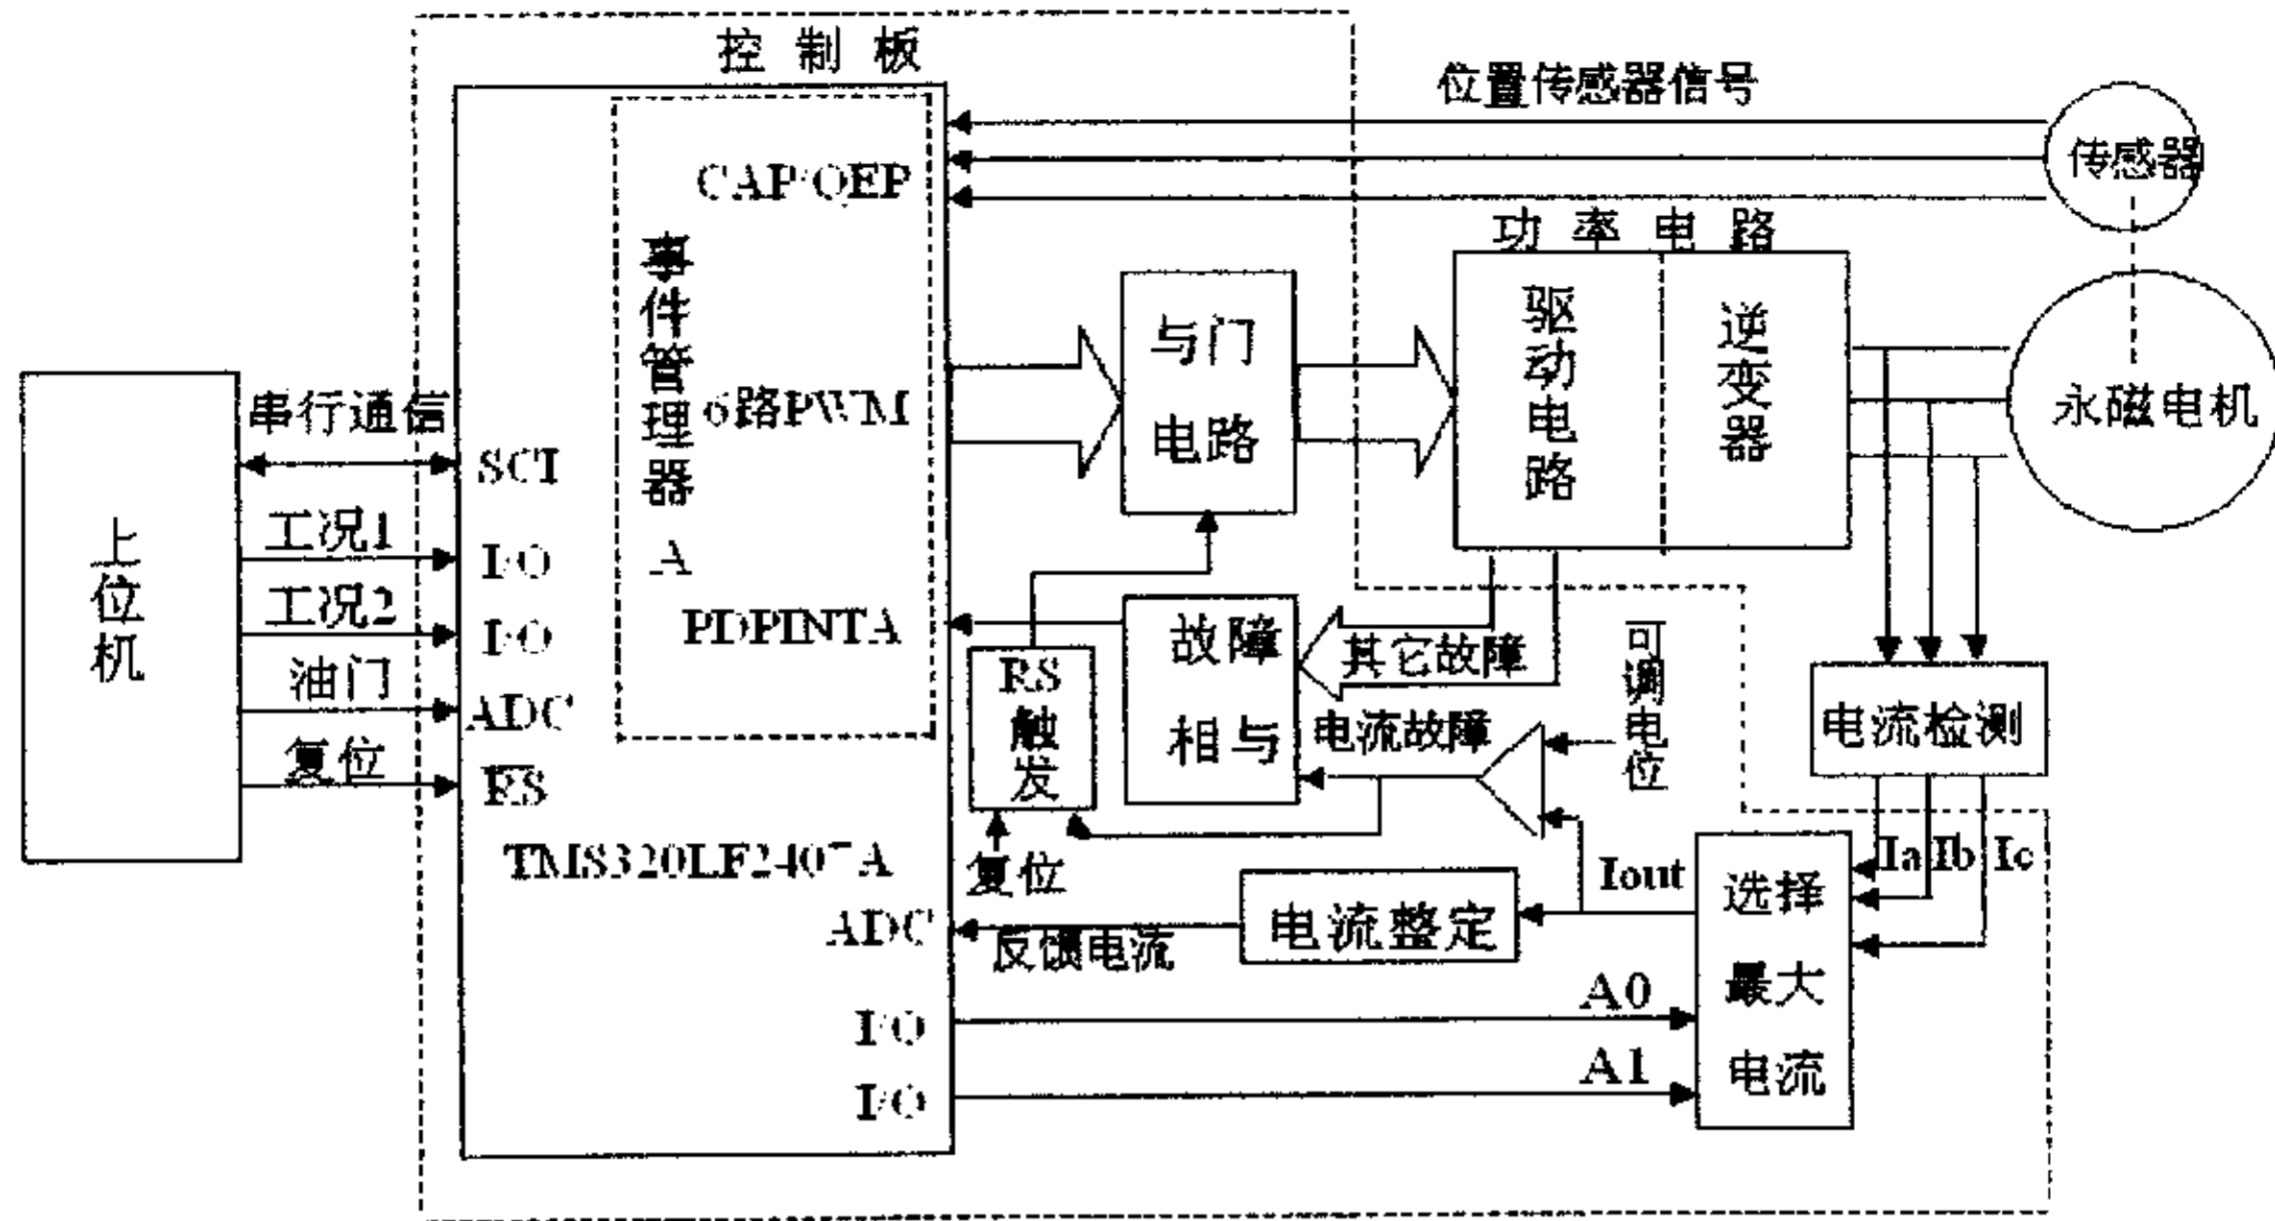 控制板
位置传感器信号
传感器
CAP/QEP
功率电路
事件管理器A
与门电路
驱动电路
逆变器
6路PWM
永磁电机
串行通信
SCI
上位机
工况1
I/O
工况2
I/O
PDPINTA
故障相与
其它故障
可调电位
油门
ADC
RS触发
电流故障
电流检测
复位
RS
TMS320LF2407A
复位
Iout
Ia Ib Ic
选择最大电流
ADC
反馈电流
电流整定
A0
I/O
A1
I/O